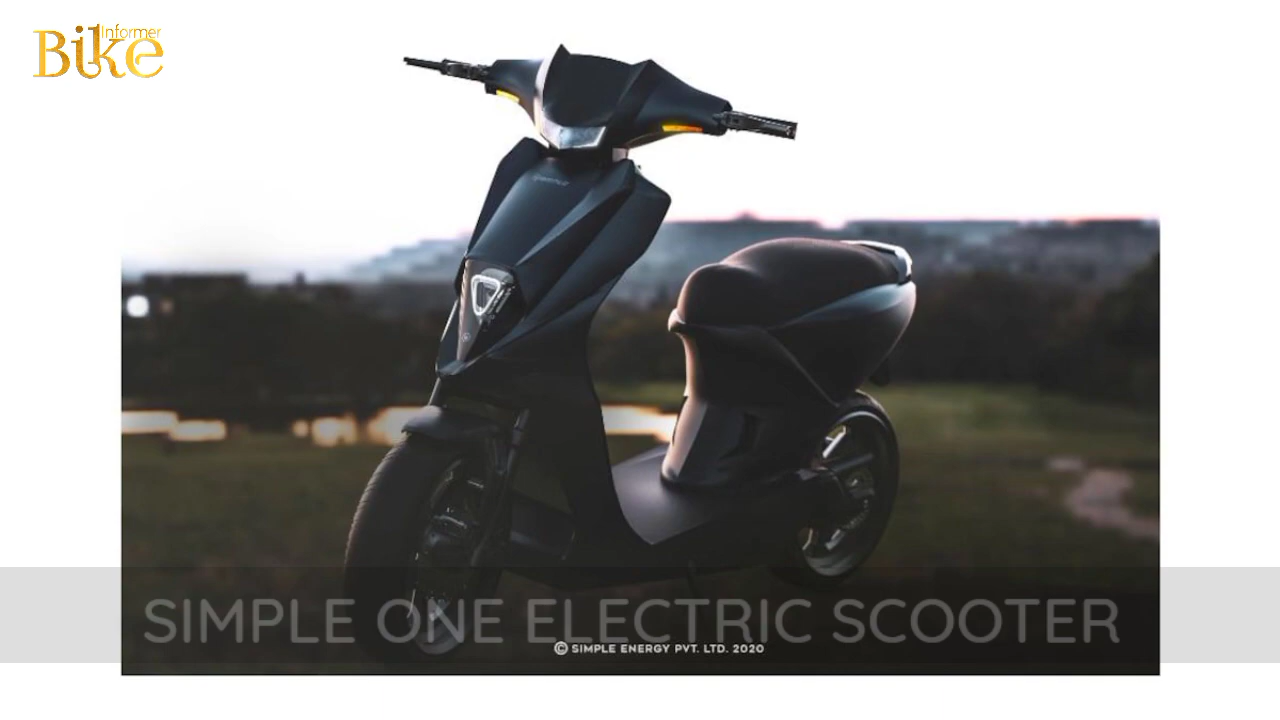 Informer
Bike
SIMPLE ONE ELECTRIC SCOOTER
© SIMPLE ENERGY PVT. LTD. 2020